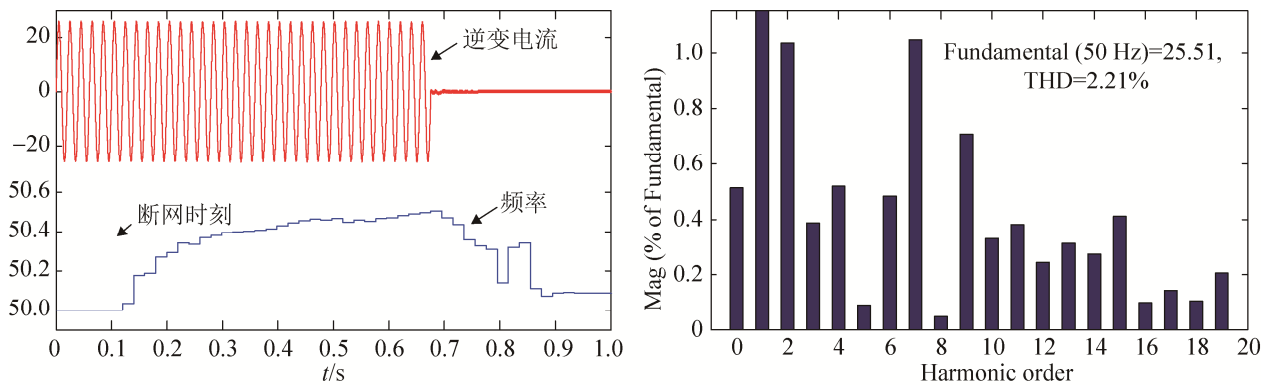 20
0
−20
逆变电流
50.6
50.4
50.2
50.0
断网时刻
频率
0 0.1 0.2 0.3 0.4 0.5 0.6 0.7 0.8 0.9 1.0
t/s
Mag (% of Fundamental)
1.0
0.8
0.6
0.4
0.2
0
Fundamental (50 Hz)=25.51,
THD=2.21%
0 2 4 6 8 10 12 14 16 18 19 20
Harmonic order